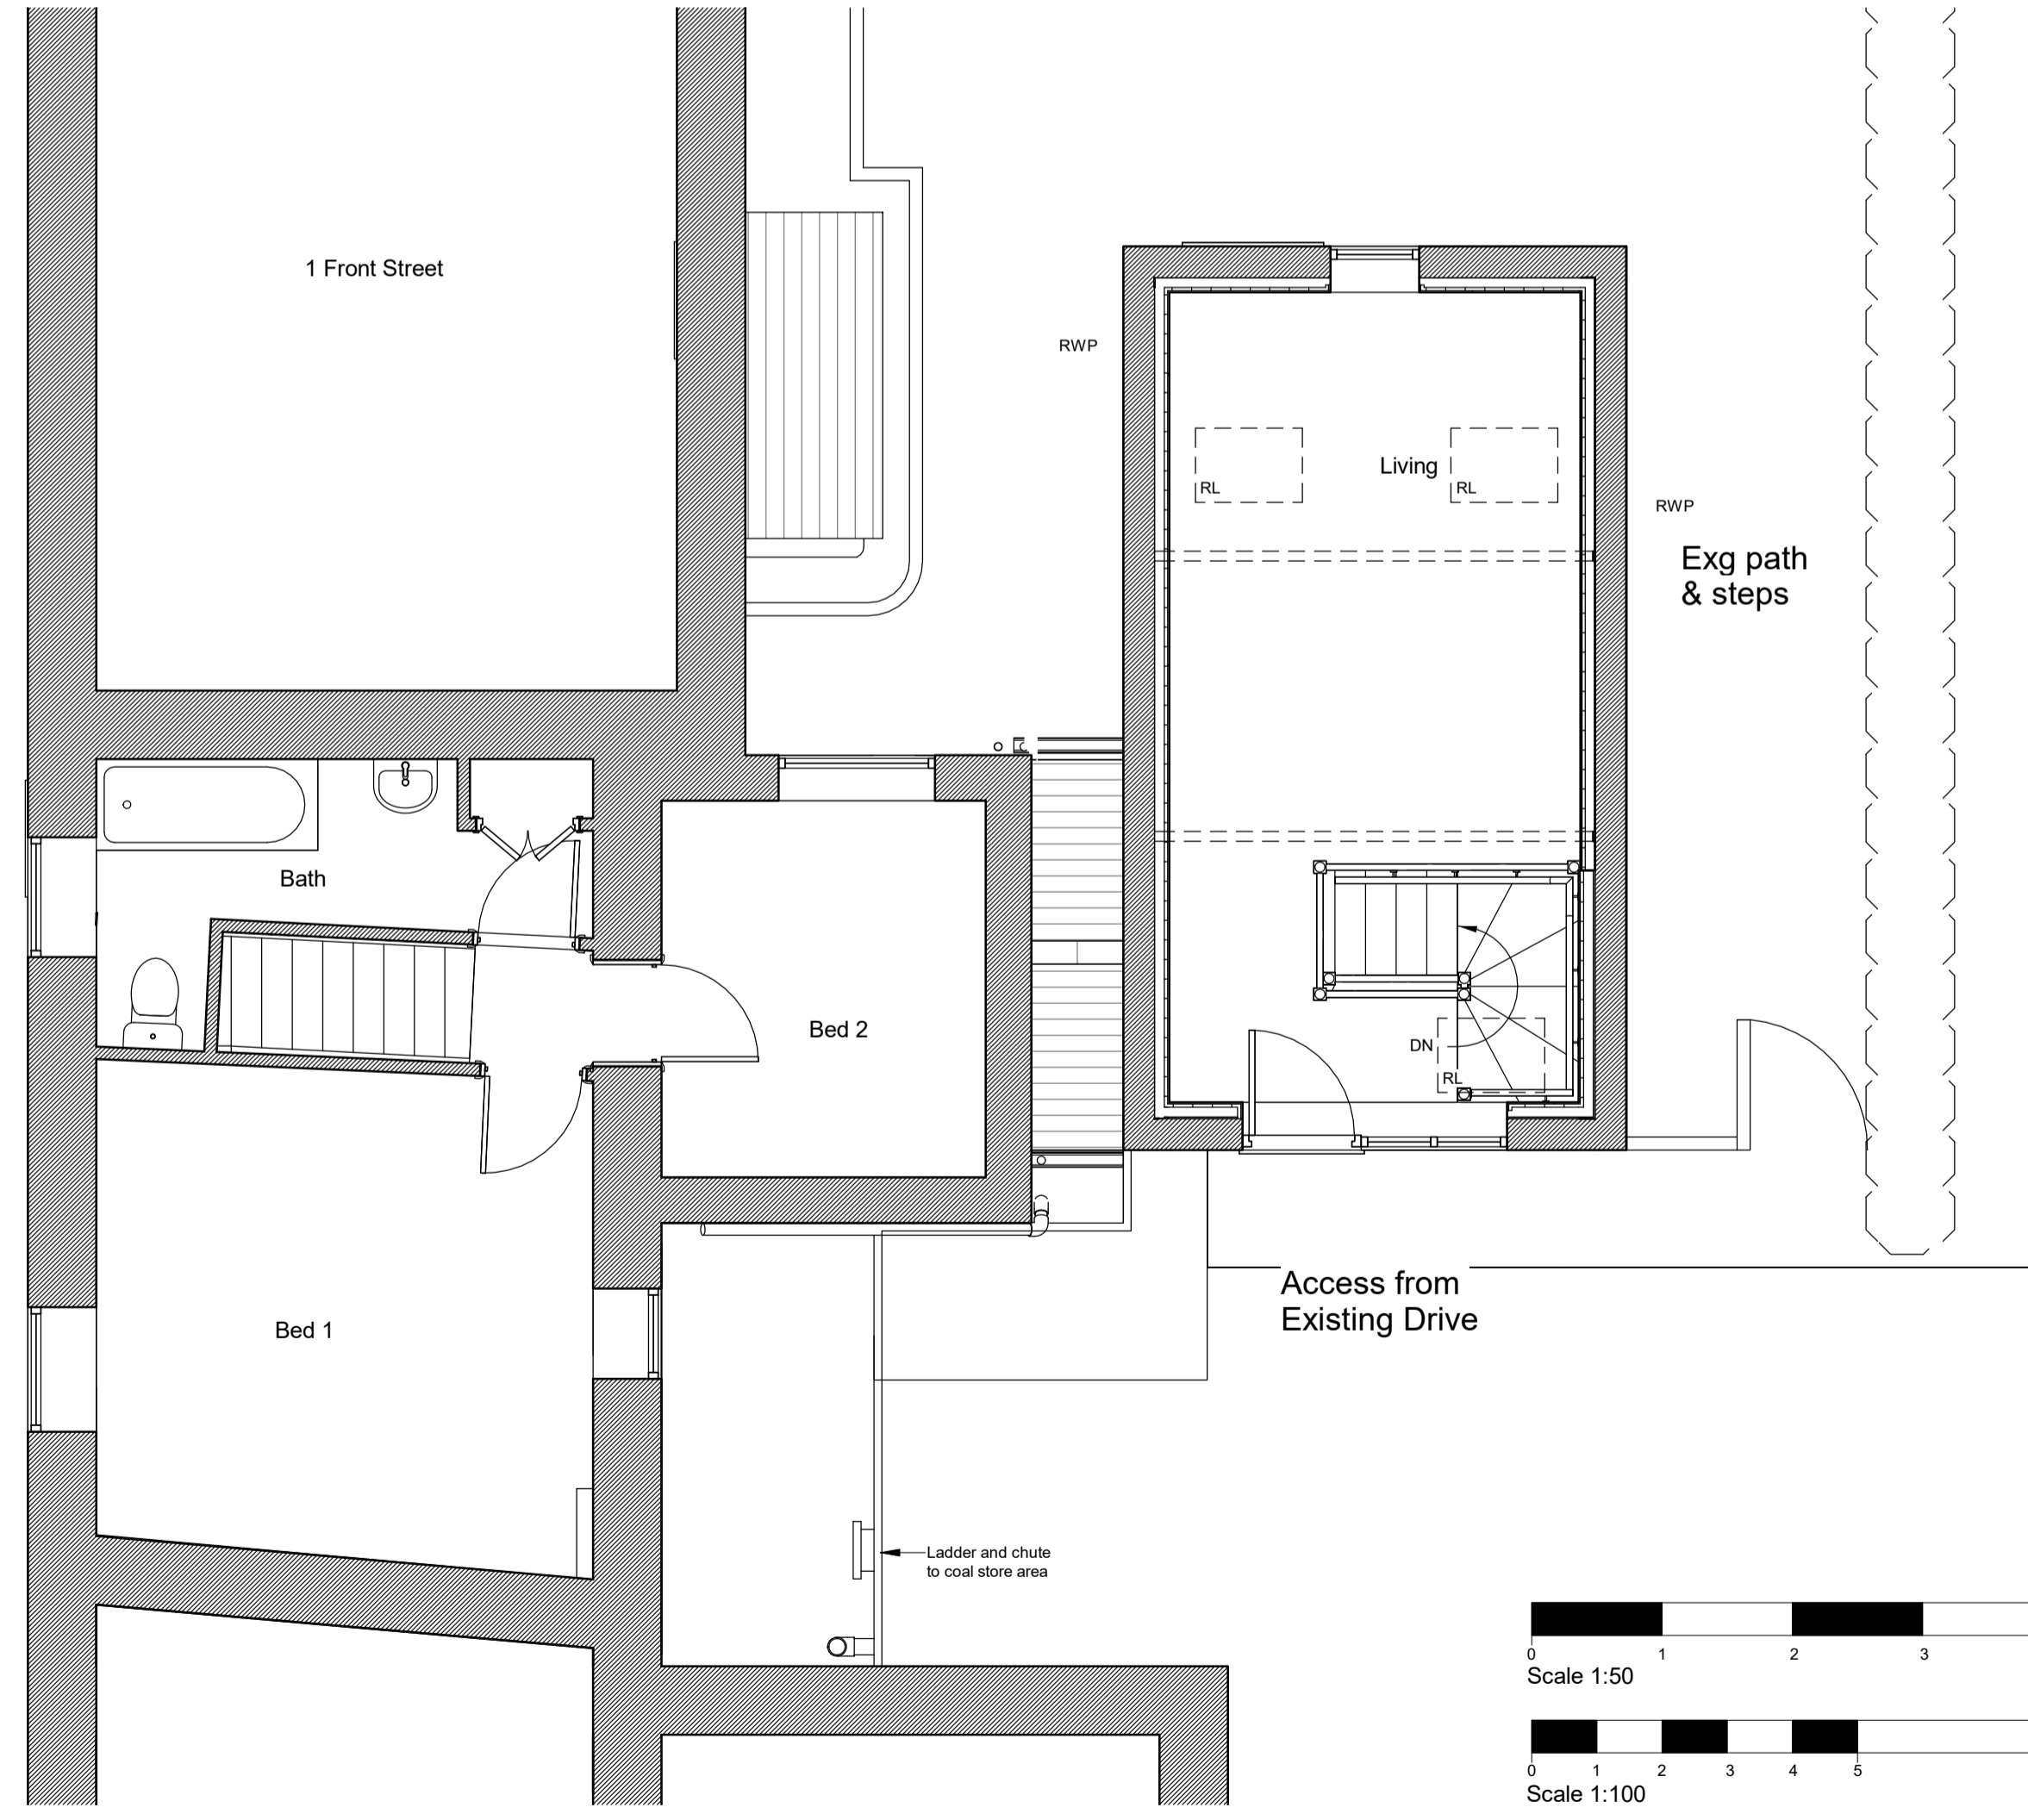 1 Front Street
RWP
Living
RL
RL
RWP
Exg path
& steps
Bath
Bed 2
DN
RL
Access from
Existing Drive
Bed 1
Ladder and chute
to coal store area
0 1 2 3
Scale 1:50
0 1 2 3 4 5
Scale 1:100